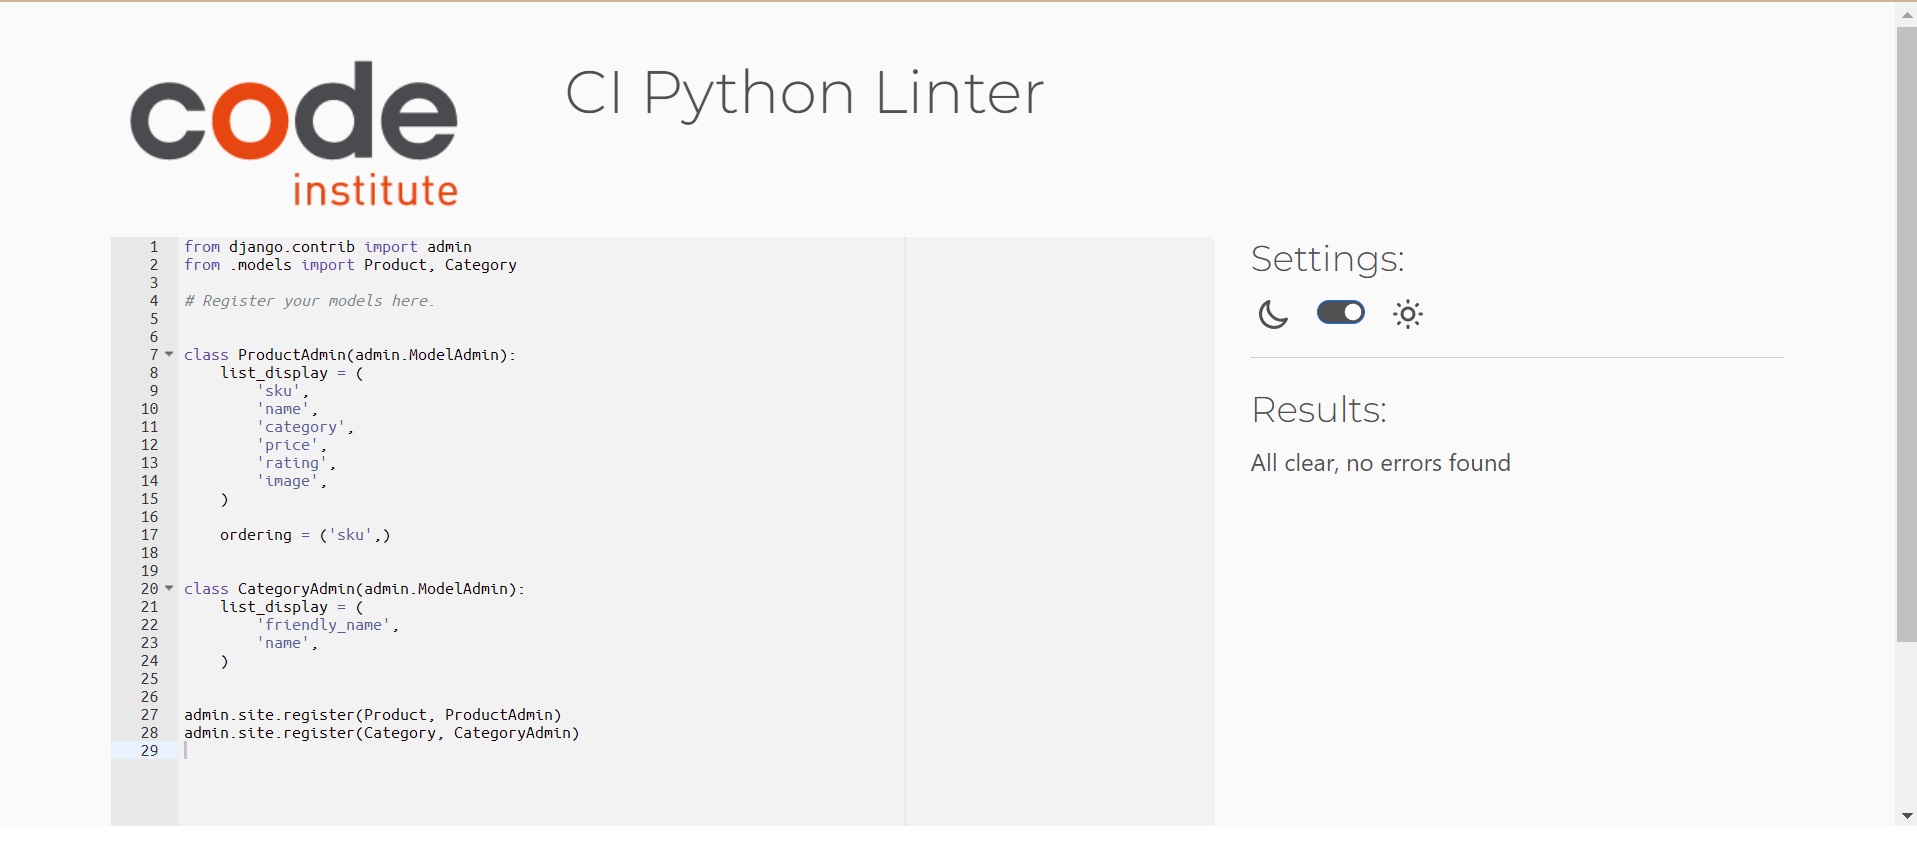 code
institute
CI Python Linter
1 from django.contrib import admin
2 from .models import Product, Category
3
4 # Register your models here.
5
6
7 class ProductAdmin(admin.ModelAdmin):
8     list_display = (
9         'sku',
10         'name',
11         'category',
12         'price',
13         'rating',
14         'image',
15     )
16
17     ordering = ('sku',)
18
19
20 class CategoryAdmin(admin.ModelAdmin):
21     list_display = (
22         'friendly_name',
23         'name',
24     )
25
26
27 admin.site.register(Product, ProductAdmin)
28 admin.site.register(Category, CategoryAdmin)
29
Settings:
Results:
All clear, no errors found